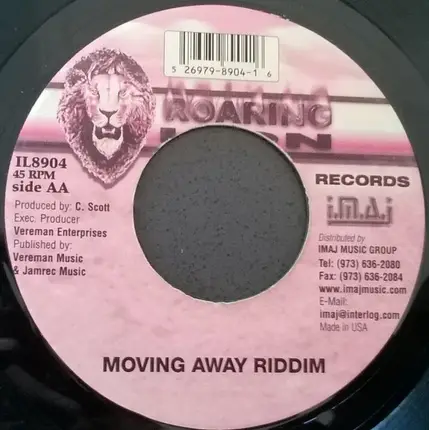 5 26979-8904-1 6
ROARING
LION
IL8904
45 RPM
side AA
Produced by: C. Scott
Exec. Producer
Vereman Enterprises
Published by:
Vereman Music
& Jamrec Music
RECORDS
i.m.a.j
Distributed by
IMAJ MUSIC GROUP
Tel: (973) 636-2080
Fax: (973) 636-2084
www.imajmusic.com
E-Mail:
imaj@interlog.com
Made in USA
MOVING AWAY RIDDIM